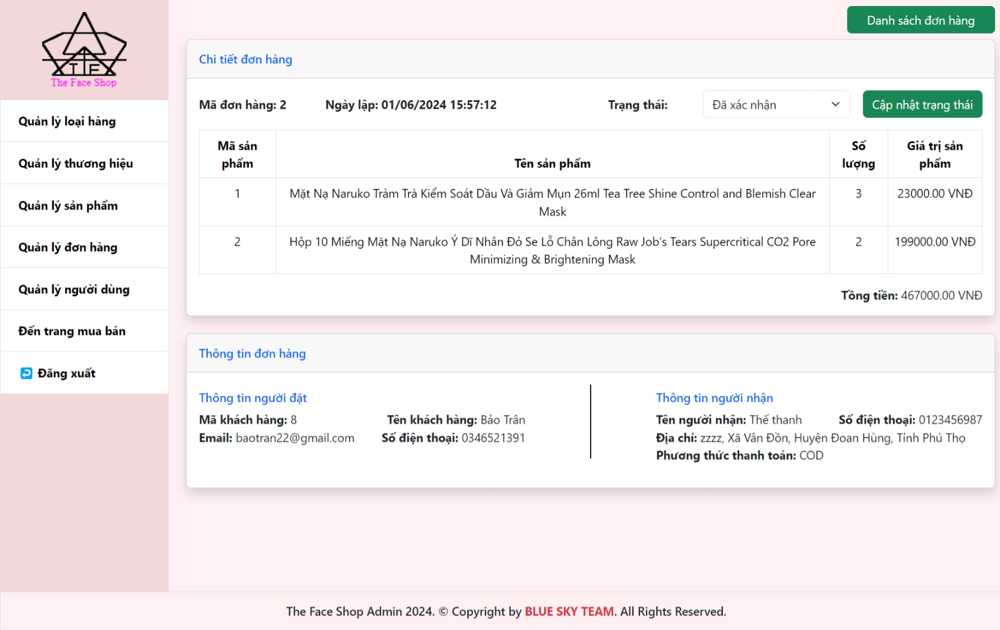 Danh sách đơn hàng
T F
The Face Shop
Chi tiết đơn hàng
Mã đơn hàng: 2 Ngày lập: 01/06/2024 15:57:12 Trạng thái: Đã xác nhận Cập nhật trạng thái
Quản lý loại hàng
Quản lý thương hiệu
Quản lý sản phẩm
Quản lý đơn hàng
Quản lý người dùng
Đến trang mua bán
Đăng xuất
Mã sản phẩm Tên sản phẩm Số lượng Giá trị sản phẩm
1 Mặt Nạ Naruko Tràm Trà Kiểm Soát Dầu Và Giảm Mụn 26ml Tea Tree Shine Control and Blemish Clear 3 23000.00 VNĐ
Mask
2 Hộp 10 Miếng Mặt Nạ Naruko Ý Dĩ Nhân Đỏ Se Lỗ Chân Lông Raw Job’s Tears Supercritical CO2 Pore 2 199000.00 VNĐ
Minimizing & Brightening Mask
Tổng tiền: 467000.00 VNĐ
Thông tin đơn hàng
Thông tin người đặt
Mã khách hàng: 8 Tên khách hàng: Bảo Trân
Email: baotran22@gmail.com Số điện thoại: 0346521391
Thông tin người nhận
Tên người nhận: Thế thanh Số điện thoại: 0123456987
Địa chỉ: zzzz, Xã Vân Đồn, Huyện Đoan Hùng, Tỉnh Phú Thọ
Phương thức thanh toán: COD
The Face Shop Admin 2024. © Copyright by BLUE SKY TEAM. All Rights Reserved.